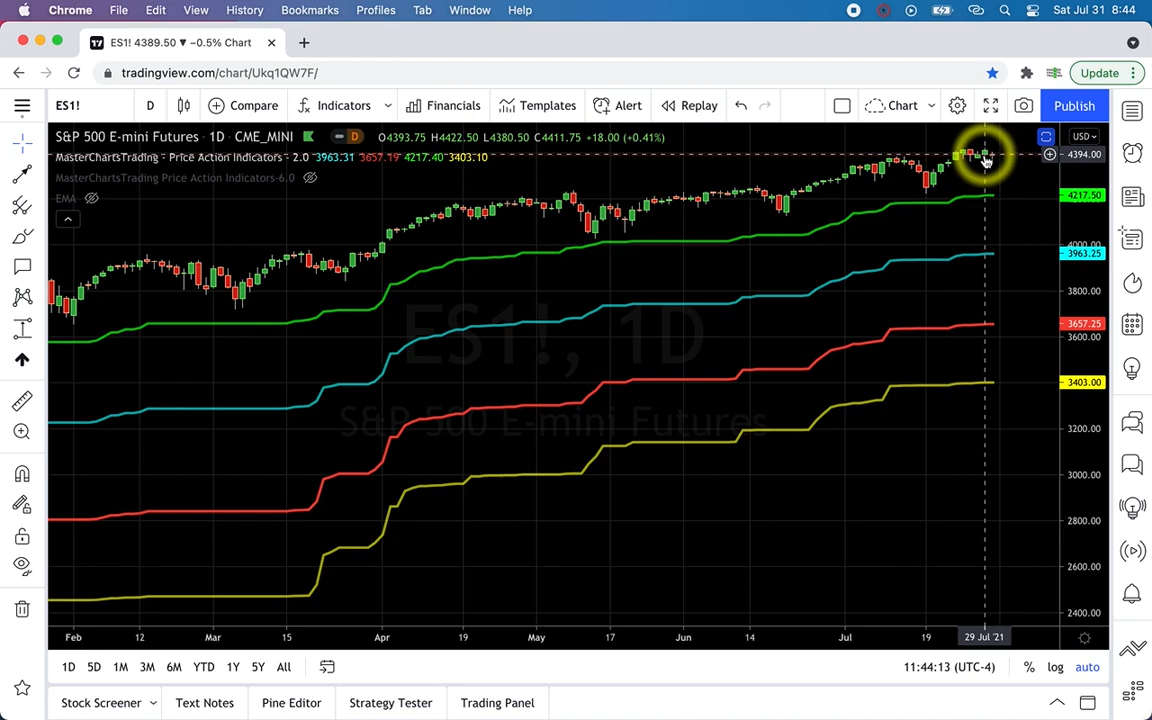 Chrome File Edit View History Bookmarks Profiles Tab Window Help Sat Jul 31 8:44
ES1! 4389.50 ▼ −0.5% Chart
tradingview.com/chart/Ukq1QW7F/ Update
ES1! D Compare Indicators Financials Templates Alert Replay Chart Publish
S&P 500 E-mini Futures · 1D · CME_MINI D O4393.75 H4422.50 L4380.50 C4411.75 +18.00 (+0.41%) USD
MasterChartsTrading - Price Action Indicators - 2.0 3963.31 3657.19 4217.40 3403.10 4394.00
MasterChartsTrading Price Action Indicators-6.0
EMA
4217.50
4000.00
3963.25
3800.00
3657.25
3600.00
ES1!, 1D
3403.00
S&P 500 E-mini Futures
3200.00
3000.00
2800.00
2600.00
2400.00
Feb 12 Mar 15 Apr 19 May 17 Jun 14 Jul 19 29 Jul '21
1D 5D 1M 3M 6M YTD 1Y 5Y All 11:44:13 (UTC-4) % log auto
Stock Screener Text Notes Pine Editor Strategy Tester Trading Panel